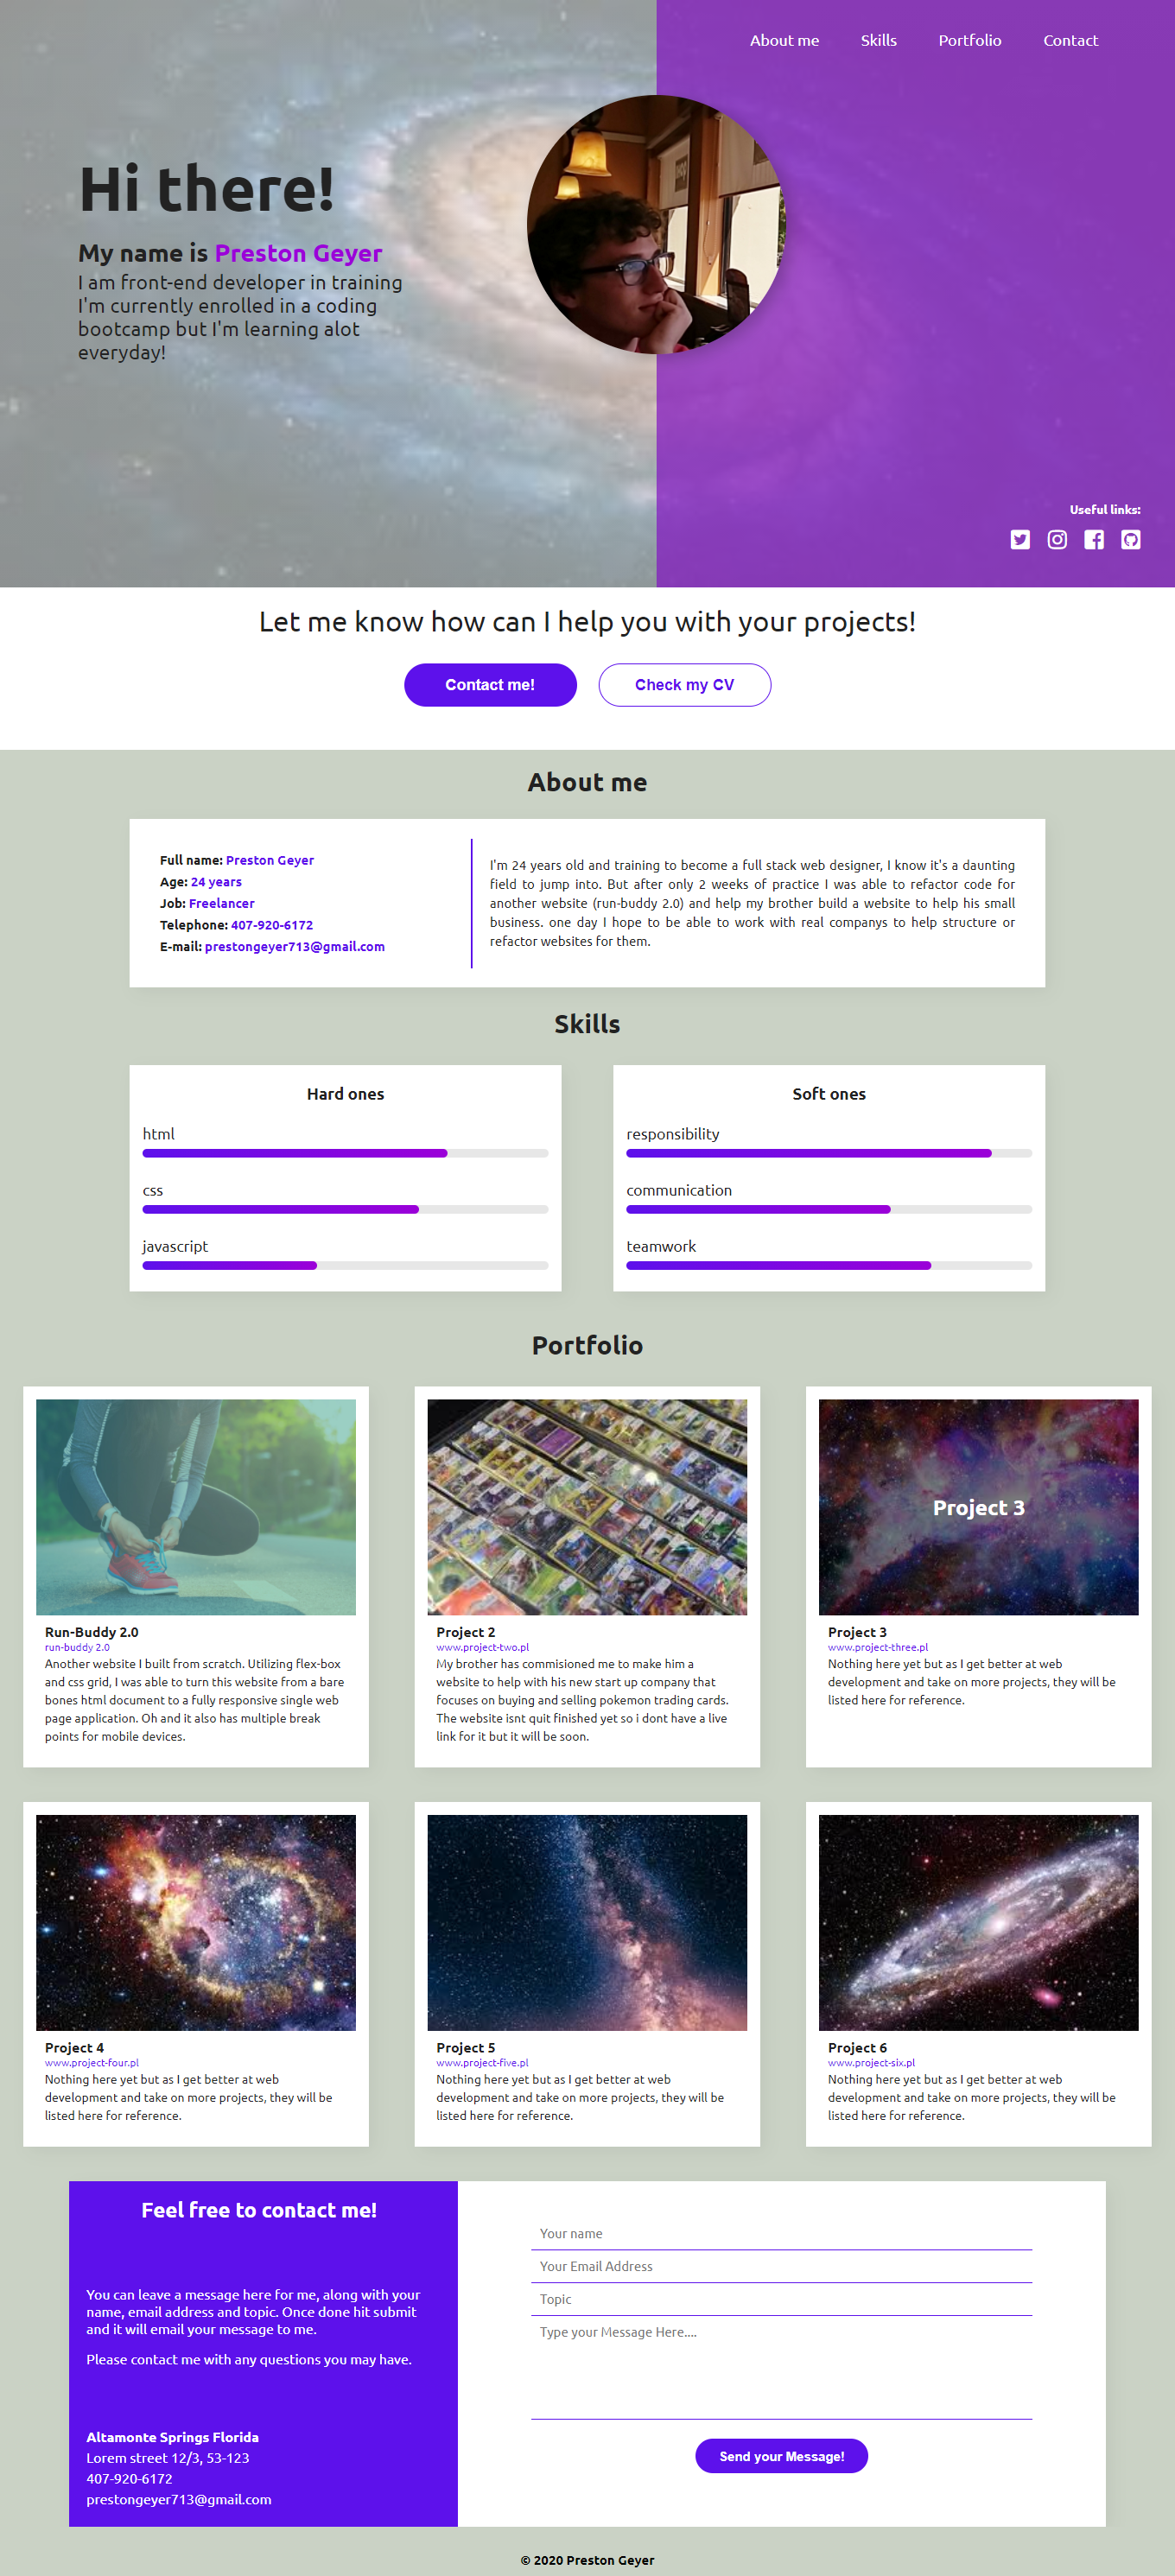 About me Skills Portfolio Contact
Hi there!
My name is Preston Geyer
I am front-end developer in training
I'm currently enrolled in a coding
bootcamp but I'm learning alot
everyday!
Useful links:
Let me know how can I help you with your projects!
Contact me! Check my CV
About me
Full name: Preston Geyer
Age: 24 years
Job: Freelancer
Telephone: 407-920-6172
E-mail: prestongeyer713@gmail.com
I'm 24 years old and training to become a full stack web designer, I know it's a daunting
field to jump into. But after only 2 weeks of practice I was able to refactor code for
another website (run-buddy 2.0) and help my brother build a website to help his small
business. one day I hope to be able to work with real companys to help structure or
refactor websites for them.
Skills
Hard ones
html
css
javascript
Soft ones
responsibility
communication
teamwork
Portfolio
Run-Buddy 2.0
run-buddy 2.0
Another website I built from scratch. Utilizing flex-box
and css grid, I was able to turn this website from a bare
bones html document to a fully responsive single web
page application. Oh and it also has multiple break
points for mobile devices.
Project 2
www.project-two.pl
My brother has commisioned me to make him a
website to help with his new start up company that
focuses on buying and selling pokemon trading cards.
The website isnt quit finished yet so i dont have a live
link for it but it will be soon.
Project 3
Project 3
www.project-three.pl
Nothing here yet but as I get better at web
development and take on more projects, they will be
listed here for reference.
Project 4
www.project-four.pl
Nothing here yet but as I get better at web
development and take on more projects, they will be
listed here for reference.
Project 5
www.project-five.pl
Nothing here yet but as I get better at web
development and take on more projects, they will be
listed here for reference.
Project 6
www.project-six.pl
Nothing here yet but as I get better at web
development and take on more projects, they will be
listed here for reference.
Feel free to contact me!
You can leave a message here for me, along with your
name, email address and topic. Once done hit submit
and it will email your message to me.
Please contact me with any questions you may have.
Altamonte Springs Florida
Lorem street 12/3, 53-123
407-920-6172
prestongeyer713@gmail.com
Your name
Your Email Address
Topic
Type your Message Here....
Send your Message!
© 2020 Preston Geyer